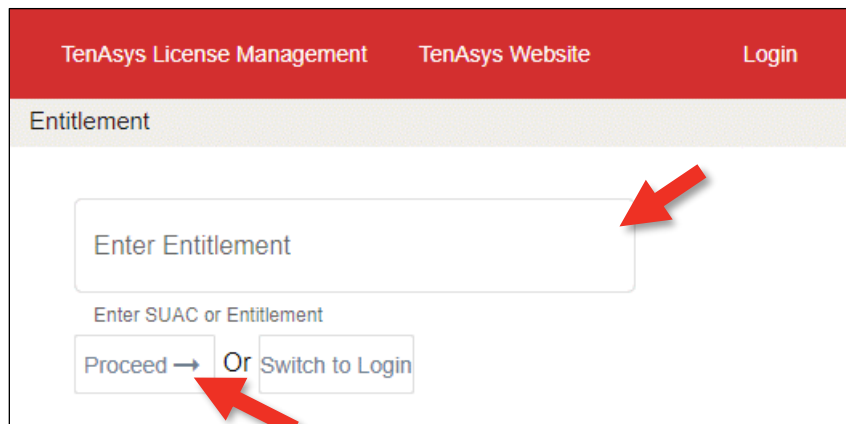 TenAsys License Management TenAsys Website Login
Entitlement
Enter Entitlement
Enter SUAC or Entitlement
Proceed → Or Switch to Login